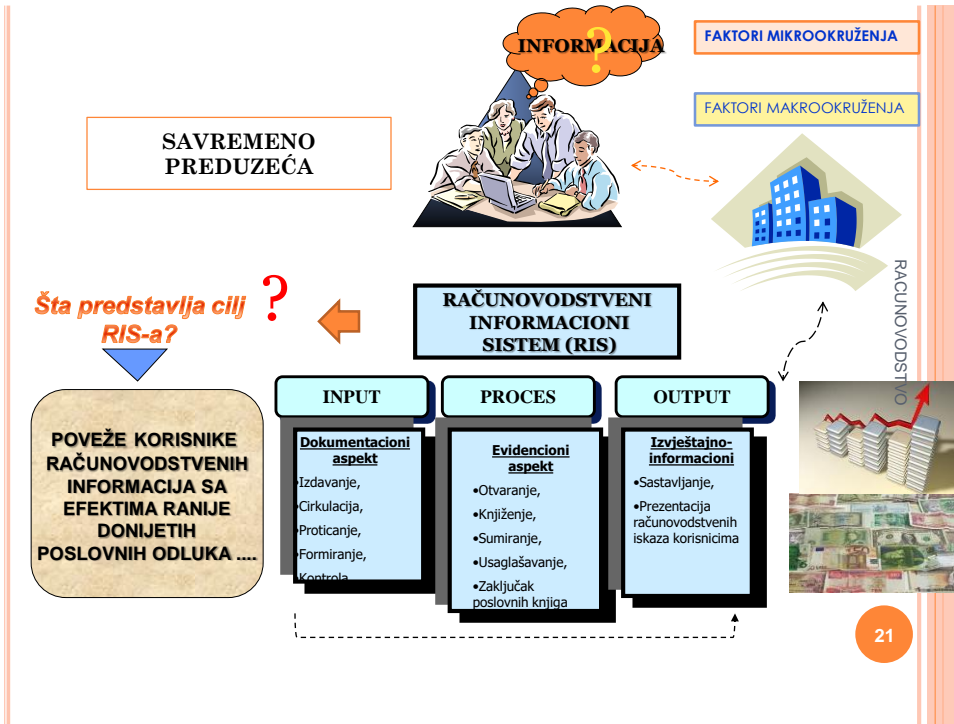 INFORMACIJA
?
FAKTORI MIKROOKRUŽENJA
FAKTORI MAKROOKRUŽENJA
SAVREMENO
PREDUZEĆA
Šta predstavlja cilj
RIS-a?
?
RAČUNOVODSTVENI
INFORMACIONI
SISTEM (RIS)
RACUNOVODSTVO
POVEŽE KORISNIKE
RAČUNOVODSTVENIH
INFORMACIJA SA
EFEKTIMA RANIJE
DONIJETIH
POSLOVNIH ODLUKA ....
INPUT
Dokumentacioni
aspekt
•Izdavanje,
•Cirkulacija,
•Proticanje,
•Formiranje,
•Kontrola
PROCES
Evidencioni
aspekt
•Otvaranje,
•Knjiženje,
•Sumiranje,
•Usaglašavanje,
•Zaključak
poslovnih knjiga
OUTPUT
Izvještajno-
informacioni
•Sastavljanje,
•Prezentacija
računovodstvenih
iskaza korisnicima
21